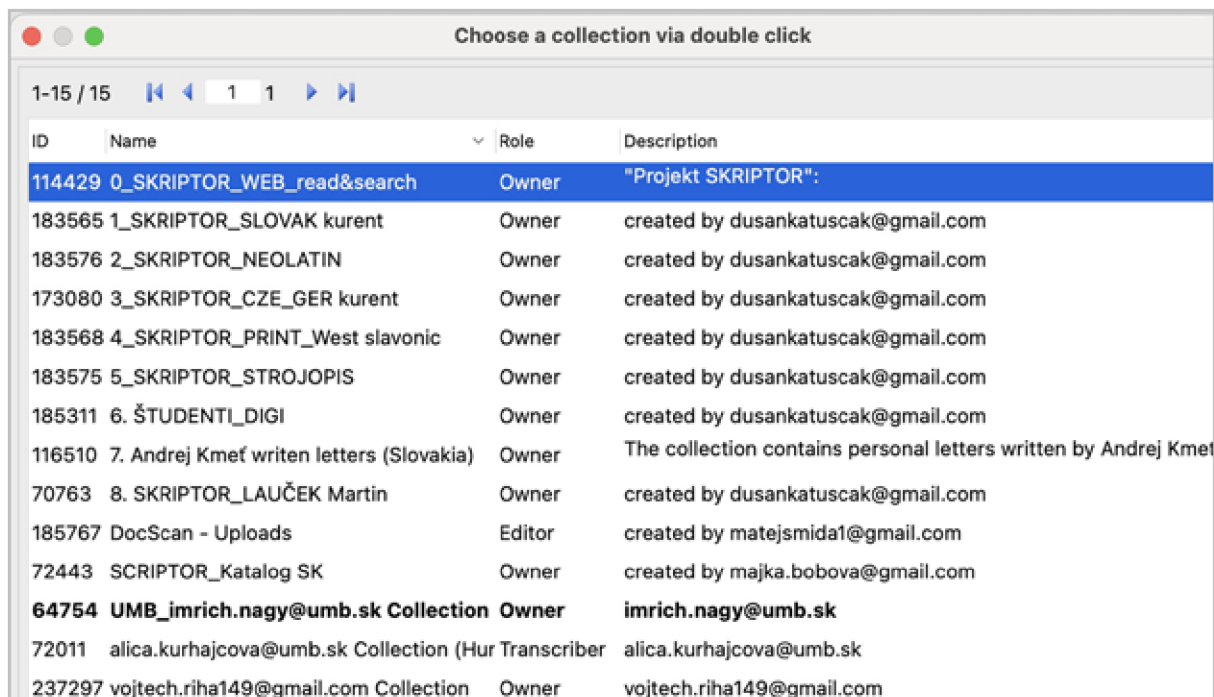 Choose a collection via double click
1-15 / 15 1 1
ID Name Role Description
114429 0_SKRIPTOR_WEB_read&search Owner "Projekt SKRIPTOR":
183565 1_SKRIPTOR_SLOVAK kurent Owner created by dusankatuscak@gmail.com
183576 2_SKRIPTOR_NEOLATIN Owner created by dusankatuscak@gmail.com
173080 3_SKRIPTOR_CZE_GER kurent Owner created by dusankatuscak@gmail.com
183568 4_SKRIPTOR_PRINT_West slavonic Owner created by dusankatuscak@gmail.com
183575 5_SKRIPTOR_STROJOPIS Owner created by dusankatuscak@gmail.com
185311 6. ŠTUDENTI_DIGI Owner created by dusankatuscak@gmail.com
116510 7. Andrej Kmeť writen letters (Slovakia) Owner The collection contains personal letters written by Andrej Kmeť
70763 8. SKRIPTOR_LAUČEK Martin Owner created by dusankatuscak@gmail.com
185767 DocScan - Uploads Editor created by matejsmida1@gmail.com
72443 SCRIPTOR_Katalog SK Owner created by majka.bobova@gmail.com
64754 UMB_imrich.nagy@umb.sk Collection Owner imrich.nagy@umb.sk
72011 alica.kurhajcova@umb.sk Collection (Hur Transcriber alica.kurhajcova@umb.sk
237297 vojtech.riha149@gmail.com Collection Owner vojtech.riha149@gmail.com